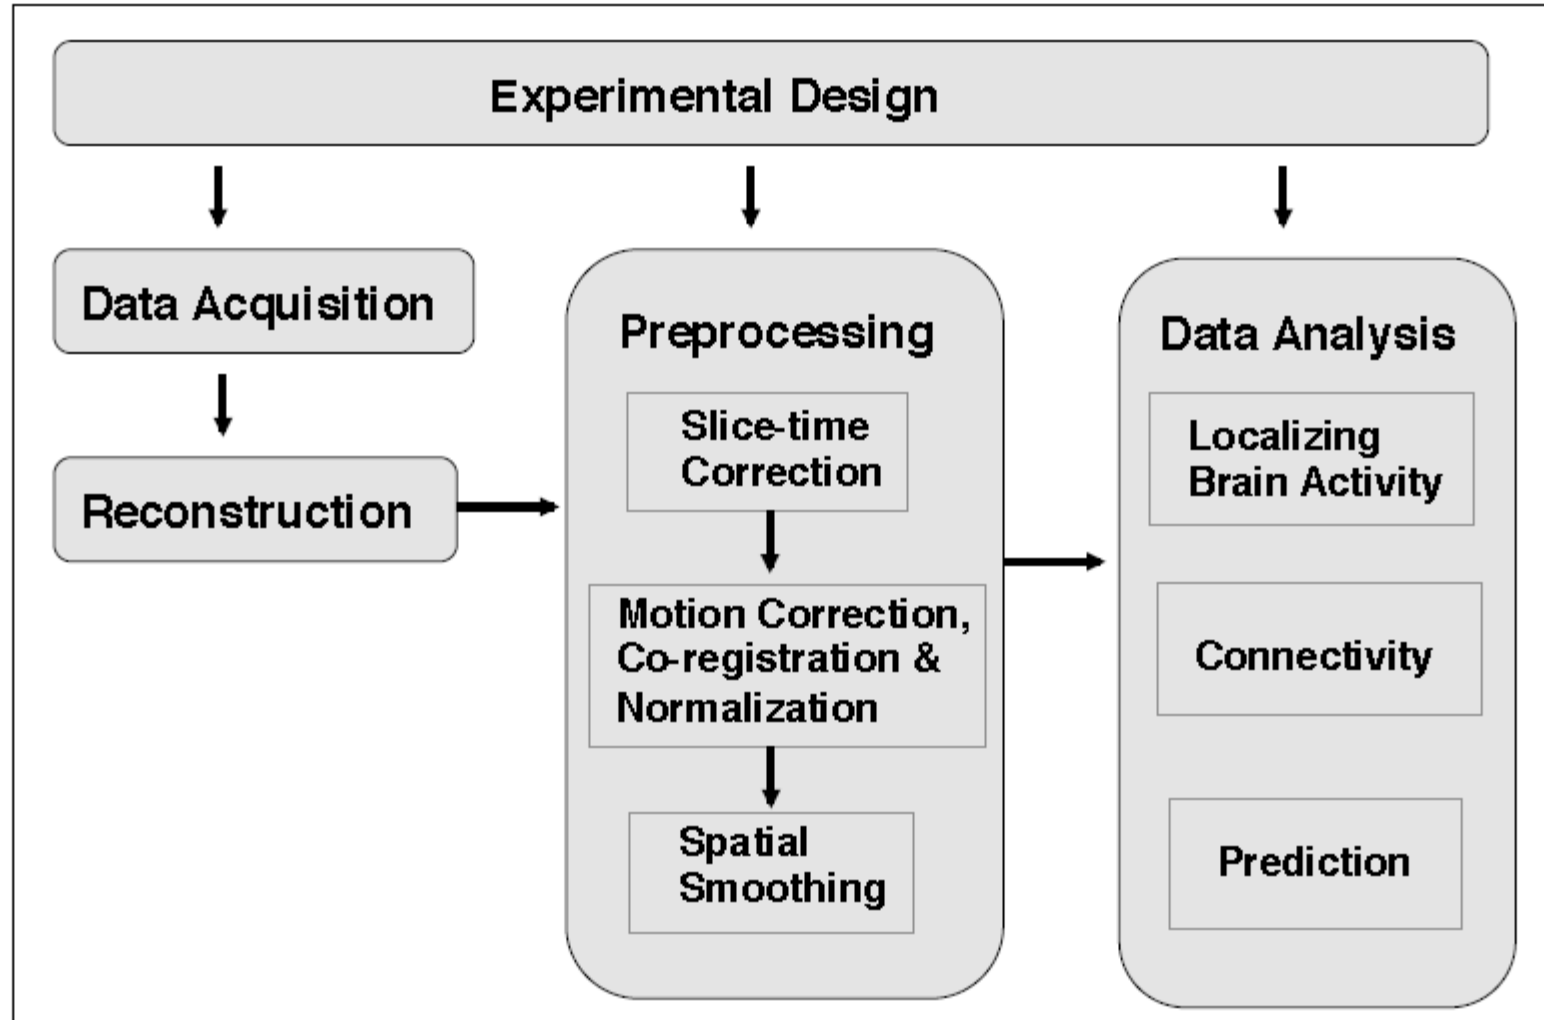 Experimental Design
Data Acquisition
Reconstruction
Preprocessing
Slice-time
Correction
Motion Correction,
Co-registration &
Normalization
Spatial
Smoothing
Data Analysis
Localizing
Brain Activity
Connectivity
Prediction